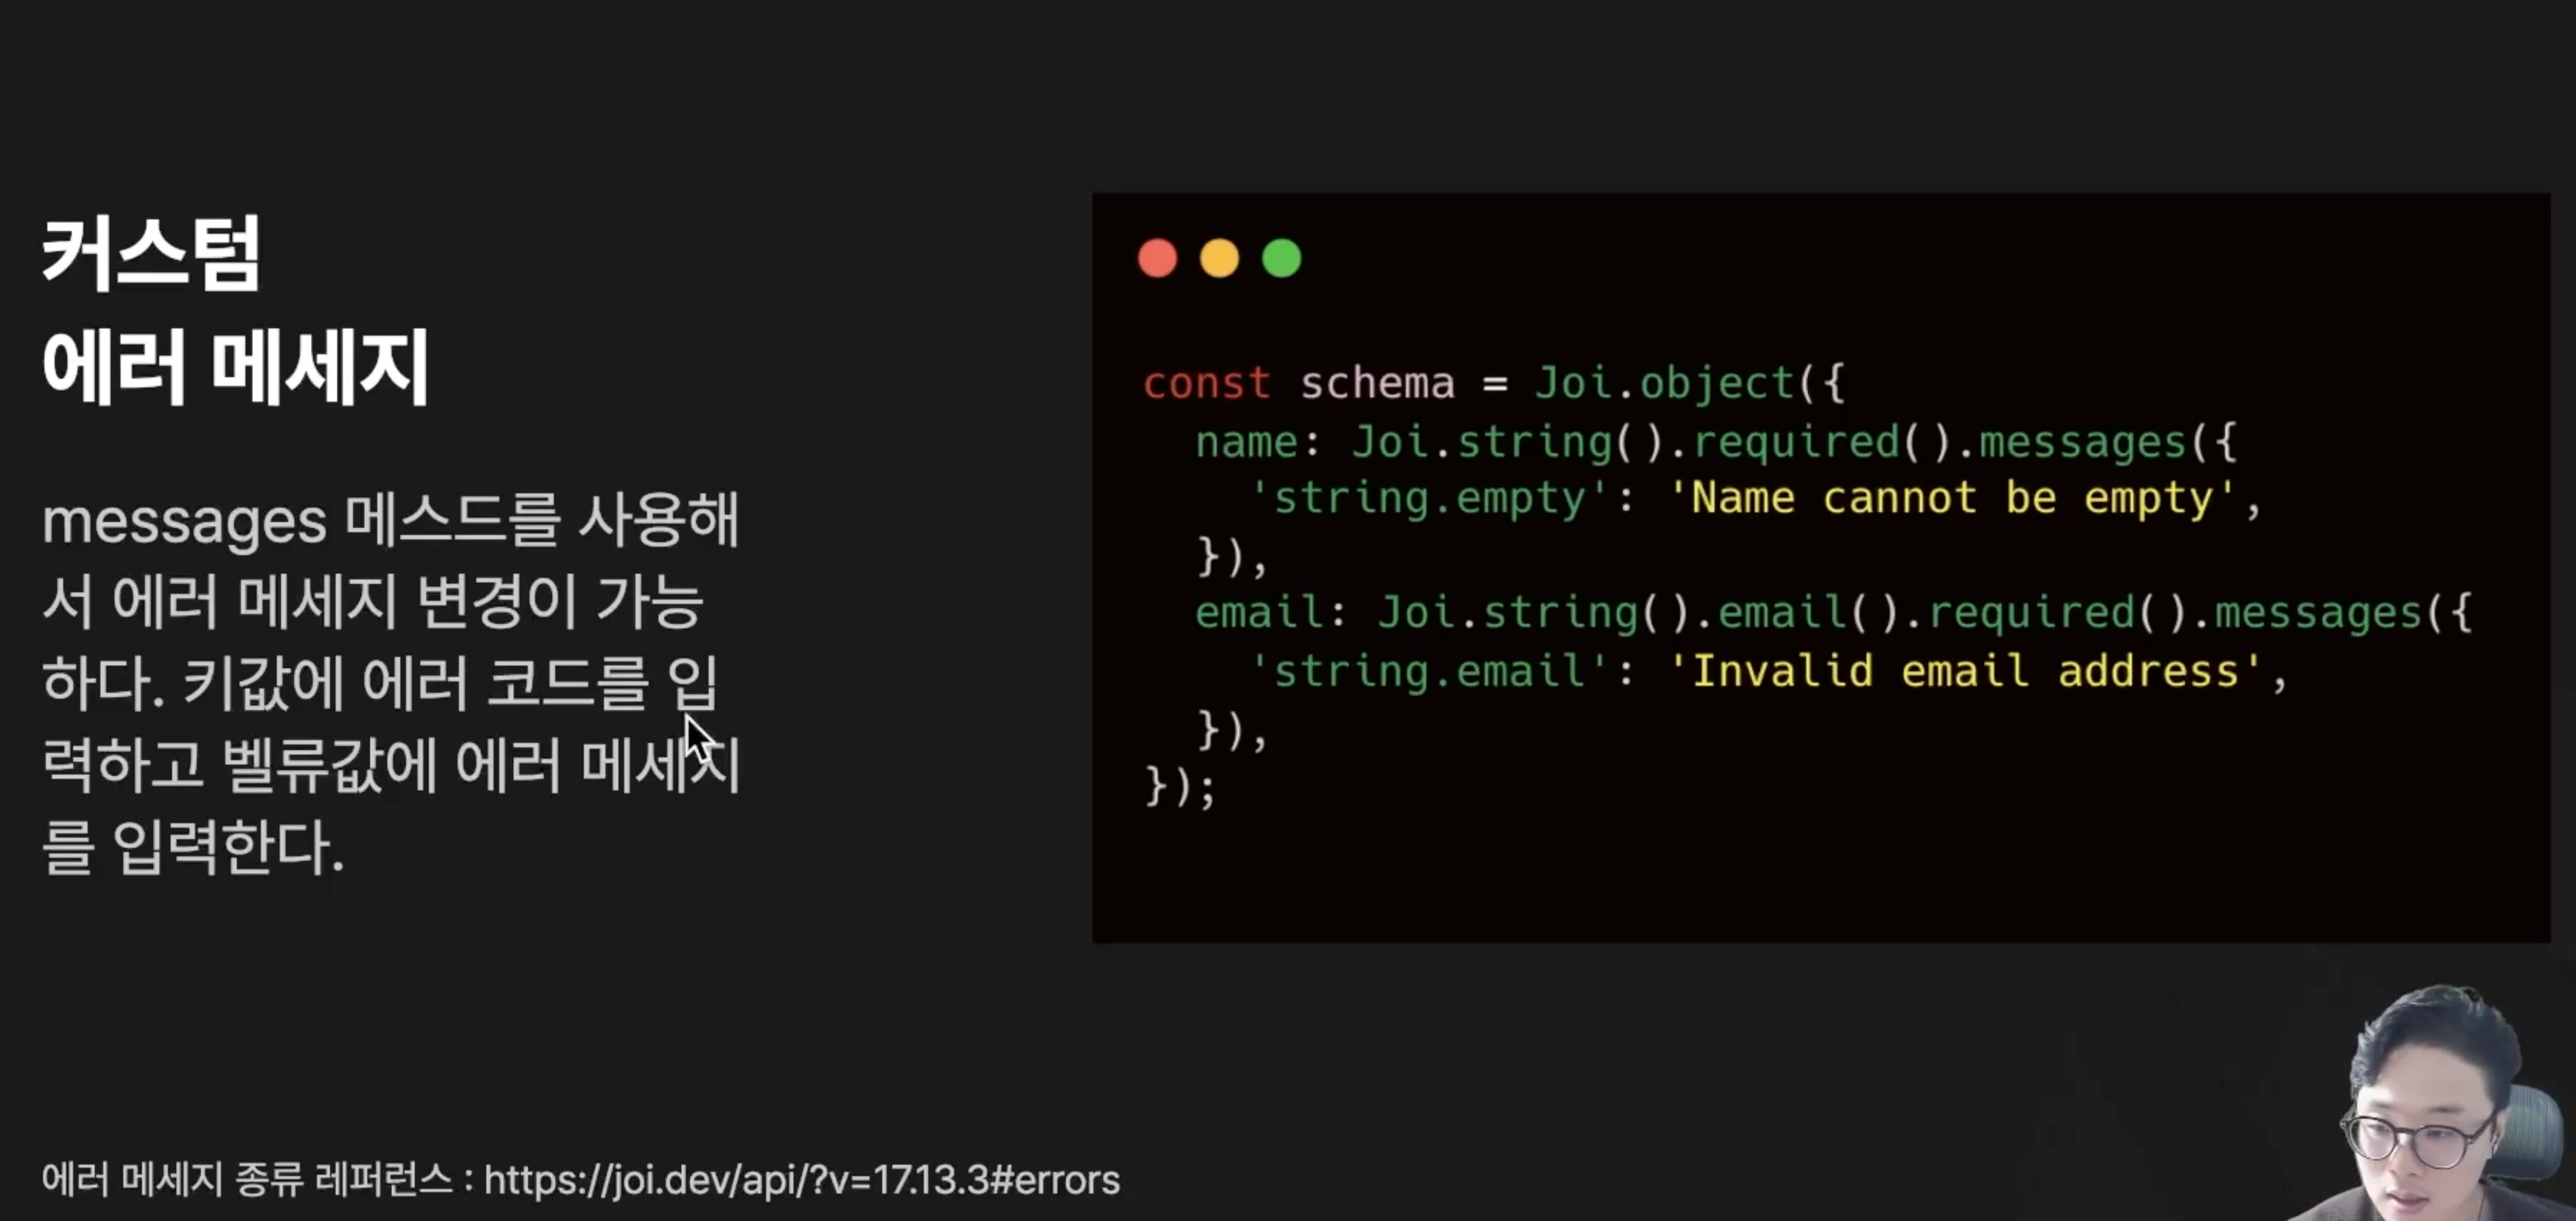 커스텀
에러 메세지
messages 메스드를 사용해
서 에러 메세지 변경이 가능
하다. 키값에 에러 코드를 입
력하고 벨류값에 에러 메세지
를 입력한다.
const schema = Joi.object({
  name: Joi.string().required().messages({
    'string.empty': 'Name cannot be empty',
  }),
  email: Joi.string().email().required().messages({
    'string.email': 'Invalid email address',
  }),
});
에러 메세지 종류 레퍼런스 : https://joi.dev/api/?v=17.13.3#errors